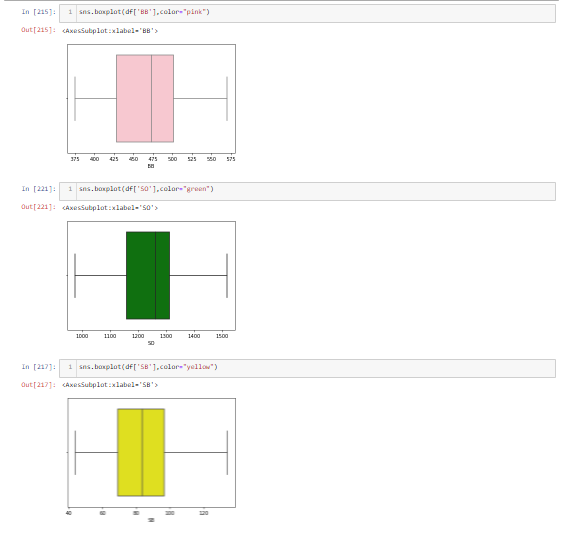 In [215]: 1 sns.boxplot(df['BB'],color="pink")
Out[215]: <AxesSubplot:xlabel='BB'>
375 400 425 450 475 500 525 550 575
BB
In [221]: 1 sns.boxplot(df['SO'],color="green")
Out[221]: <AxesSubplot:xlabel='SO'>
1000 1100 1200 1300 1400 1500
SO
In [217]: 1 sns.boxplot(df['SB'],color="yellow")
Out[217]: <AxesSubplot:xlabel='SB'>
40 60 80 100 120
SB